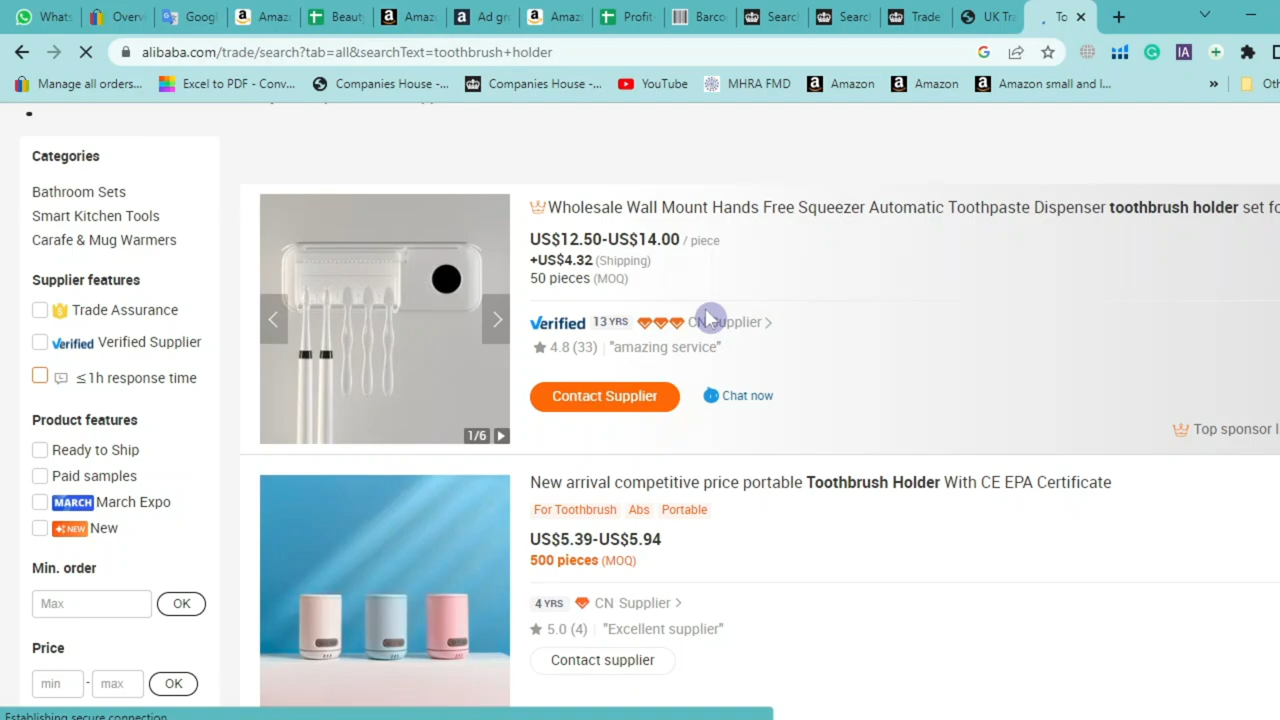 Whats
Overv
Googl
Amaz
Beaut
Amaz
Ad gr
Amaz
Profit-
Barco
Searcl
Searcl
Trade
UK Tra
To
alibaba.com/trade/search?tab=all&searchText=toothbrush+holder
Manage all orders...
Excel to PDF - Conv...
Companies House -...
Companies House -...
YouTube
MHRA FMD
Amazon
Amazon
Amazon small and l...
»
Oth
Categories
Bathroom Sets
Smart Kitchen Tools
Carafe & Mug Warmers
Supplier features
Trade Assurance
Verified Verified Supplier
≤1h response time
Product features
Ready to Ship
Paid samples
MARCH March Expo
NEW New
Min. order
Max
OK
Price
min - max OK
Wholesale Wall Mount Hands Free Squeezer Automatic Toothpaste Dispenser toothbrush holder set fo
US$12.50-US$14.00 / piece
+US$4.32 (Shipping)
50 pieces (MOQ)
Verified 13 YRS CN Supplier >
4.8 (33) | "amazing service"
Contact Supplier
Chat now
1/6
Top sponsor l
New arrival competitive price portable Toothbrush Holder With CE EPA Certificate
For Toothbrush Abs Portable
US$5.39-US$5.94
500 pieces (MOQ)
4 YRS CN Supplier >
5.0 (4) | "Excellent supplier"
Contact supplier
Establishing secure connection